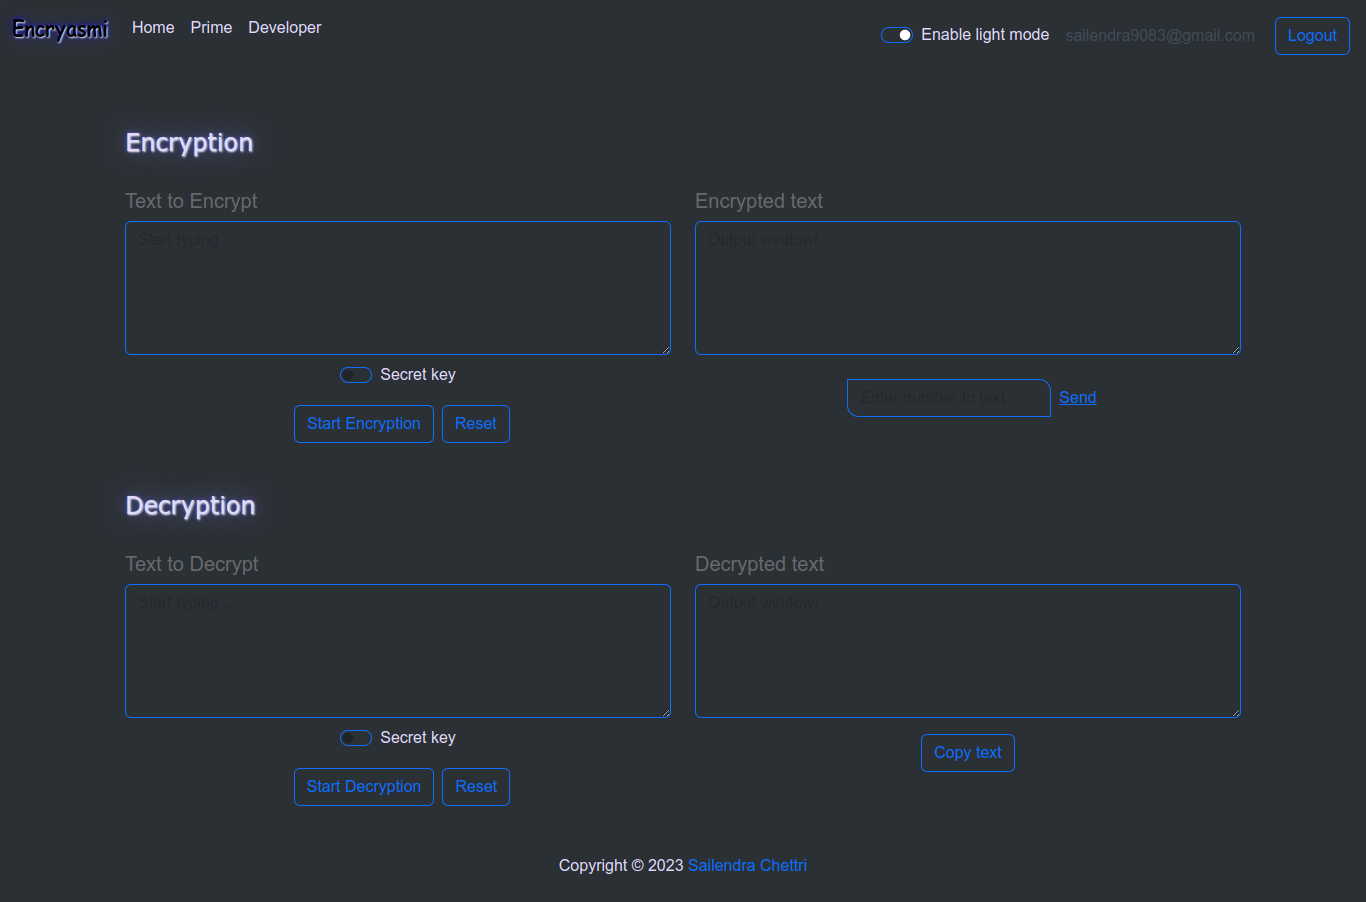 Encryasmi Home Prime Developer Enable light mode sailendra9083@gmail.com Logout
Encryption
Text to Encrypt Encrypted text
Start typing... Output window!
Secret key
Enter number to text Send
Start Encryption Reset
Decryption
Text to Decrypt Decrypted text
Start typing... Output window!
Secret key
Copy text
Start Decryption Reset
Copyright © 2023 Sailendra Chettri